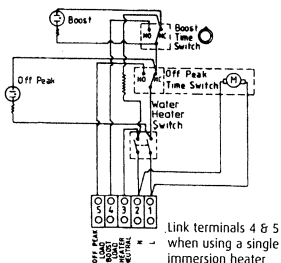 Boost
Boost
Time
Switch
NO
NC
Off Peak
NO
NC
Off Peak
Time Switch
M
Water
Heater
Switch
5
4
3
2
1
OFF PEAK
LOAD
BOOST
LOAD
HEATER
NEUTRAL
N
L
Link terminals 4 & 5
when using a single
immersion heater